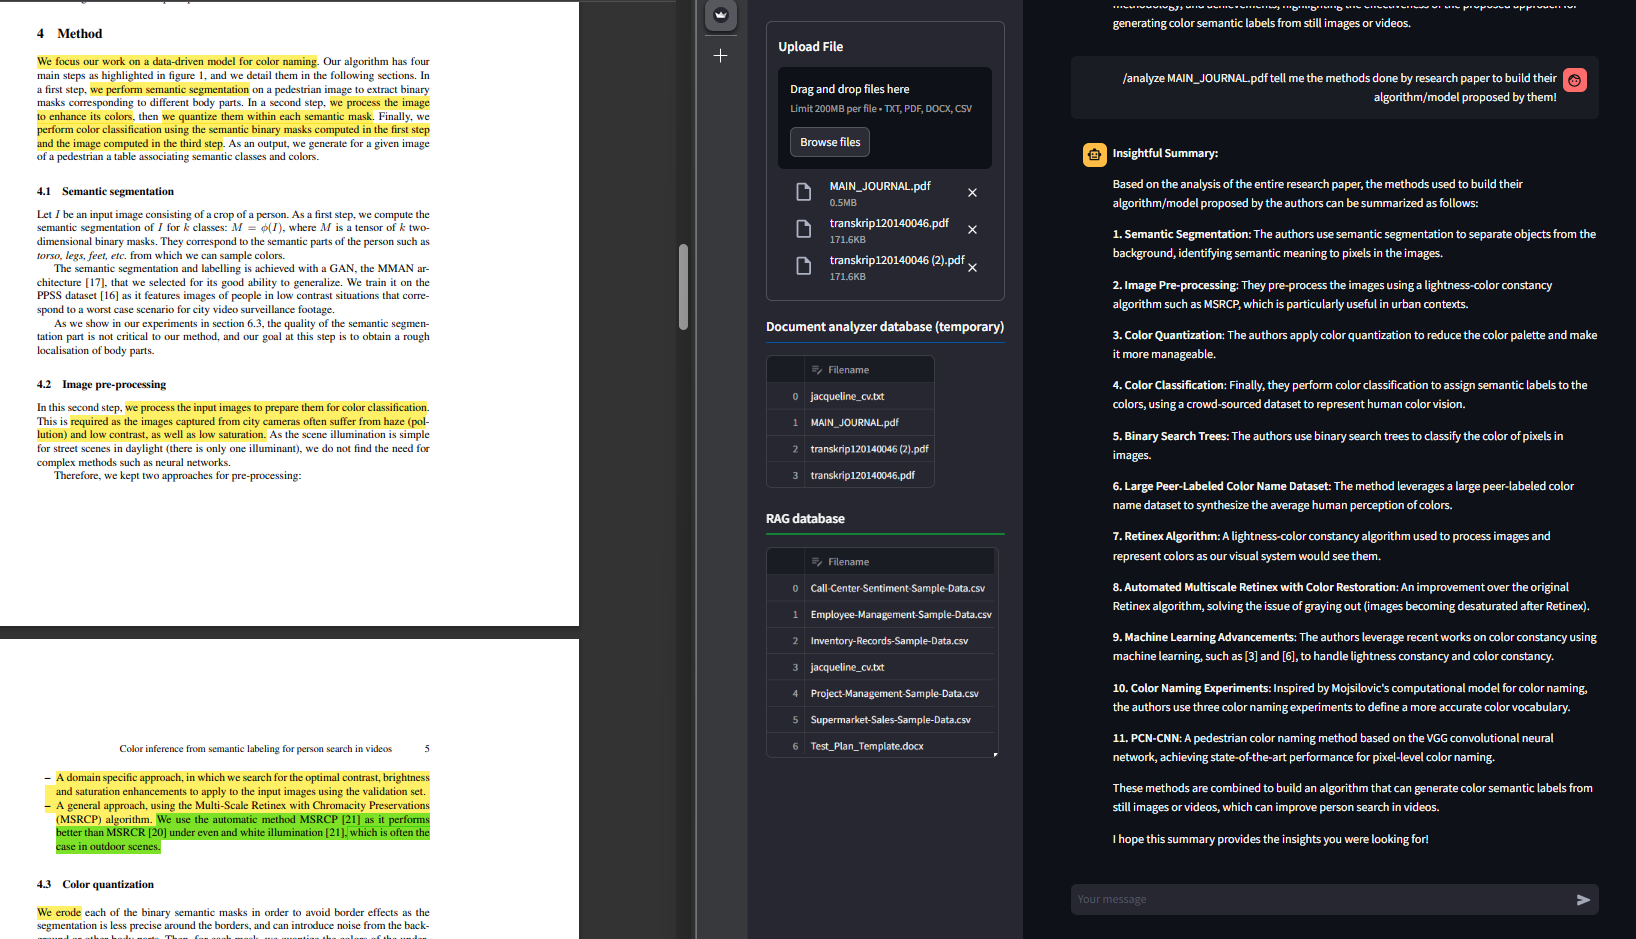 4 Method
We focus our work on a data-driven model for color naming. Our algorithm has four
main steps as highlighted in figure 1, and we detail them in the following sections. In
a first step, we perform semantic segmentation on a pedestrian image to extract binary
masks corresponding to different body parts. In a second step, we process the image
to enhance its colors, then we quantize them within each semantic mask. Finally, we
perform color classification using the semantic binary masks computed in the first step
and the image computed in the third step. As an output, we generate for a given image
of a pedestrian a table associating semantic classes and colors.
4.1 Semantic segmentation
Let I be an input image consisting of a crop of a person. As a first step, we compute the
semantic segmentation of I for k classes: M = ϕ(I), where M is a tensor of k two-
dimensional binary masks. They correspond to the semantic parts of the person such as
torso, legs, feet, etc. from which we can sample colors.
The semantic segmentation and labelling is achieved with a GAN, the MMAN ar-
chitecture [17], that we selected for its good ability to generalize. We train it on the
PPSS dataset [16] as it features images of people in low contrast situations that corre-
spond to a worst case scenario for city video surveillance footage.
As we show in our experiments in section 6.3, the quality of the semantic segmen-
tation part is not critical to our method, and our goal at this step is to obtain a rough
localisation of body parts.
4.2 Image pre-processing
In this second step, we process the input images to prepare them for color classification.
This is required as the images captured from city cameras often suffer from haze (pol-
lution) and low contrast, as well as low saturation. As the scene illumination is simple
for street scenes in daylight (there is only one illuminant), we do not find the need for
complex methods such as neural networks.
Therefore, we kept two approaches for pre-processing:
Color inference from semantic labeling for person search in videos 5
– A domain specific approach, in which we search for the optimal contrast, brightness
and saturation enhancements to apply to the input images using the validation set.
– A general approach, using the Multi-Scale Retinex with Chromacity Preservations
(MSRCP) algorithm. We use the automatic method MSRCP [21] as it performs
better than MSRCR [20] under even and white illumination [21], which is often the
case in outdoor scenes.
4.3 Color quantization
We erode each of the binary semantic masks in order to avoid border effects as the
segmentation is less precise around the borders, and can introduce noise from the back-
ground or other body parts. Then, for each mask, we quantize the colors of the under-
Upload File
Drag and drop files here
Limit 200MB per file • TXT, PDF, DOCX, CSV
Browse files
MAIN_JOURNAL.pdf
0.5MB
transkrip120140046.pdf
171.6KB
transkrip120140046 (2).pdf
171.6KB
Document analyzer database (temporary)
Filename
0 jacqueline_cv.txt
1 MAIN_JOURNAL.pdf
2 transkrip120140046 (2).pdf
3 transkrip120140046.pdf
RAG database
Filename
0 Call-Center-Sentiment-Sample-Data.csv
1 Employee-Management-Sample-Data.csv
2 Inventory-Records-Sample-Data.csv
3 jacqueline_cv.txt
4 Project-Management-Sample-Data.csv
5 Supermarket-Sales-Sample-Data.csv
6 Test_Plan_Template.docx
methodology, and achievements, highlighting the effectiveness of the proposed approach for
generating color semantic labels from still images or videos.
/analyze MAIN_JOURNAL.pdf tell me the methods done by research paper to build their
algorithm/model proposed by them!
Insightful Summary:
Based on the analysis of the entire research paper, the methods used to build their
algorithm/model proposed by the authors can be summarized as follows:
1. Semantic Segmentation: The authors use semantic segmentation to separate objects from the
background, identifying semantic meaning to pixels in the images.
2. Image Pre-processing: They pre-process the images using a lightness-color constancy
algorithm such as MSRCP, which is particularly useful in urban contexts.
3. Color Quantization: The authors apply color quantization to reduce the color palette and make
it more manageable.
4. Color Classification: Finally, they perform color classification to assign semantic labels to the
colors, using a crowd-sourced dataset to represent human color vision.
5. Binary Search Trees: The authors use binary search trees to classify the color of pixels in
images.
6. Large Peer-Labeled Color Name Dataset: The method leverages a large peer-labeled color
name dataset to synthesize the average human perception of colors.
7. Retinex Algorithm: A lightness-color constancy algorithm used to process images and
represent colors as our visual system would see them.
8. Automated Multiscale Retinex with Color Restoration: An improvement over the original
Retinex algorithm, solving the issue of graying out (images becoming desaturated after Retinex).
9. Machine Learning Advancements: The authors leverage recent works on color constancy using
machine learning, such as [3] and [6], to handle lightness constancy and color constancy.
10. Color Naming Experiments: Inspired by Mojsilovic's computational model for color naming,
the authors use three color naming experiments to define a more accurate color vocabulary.
11. PCN-CNN: A pedestrian color naming method based on the VGG convolutional neural
network, achieving state-of-the-art performance for pixel-level color naming.
These methods are combined to build an algorithm that can generate color semantic labels from
still images or videos, which can improve person search in videos.
I hope this summary provides the insights you were looking for!
Your message